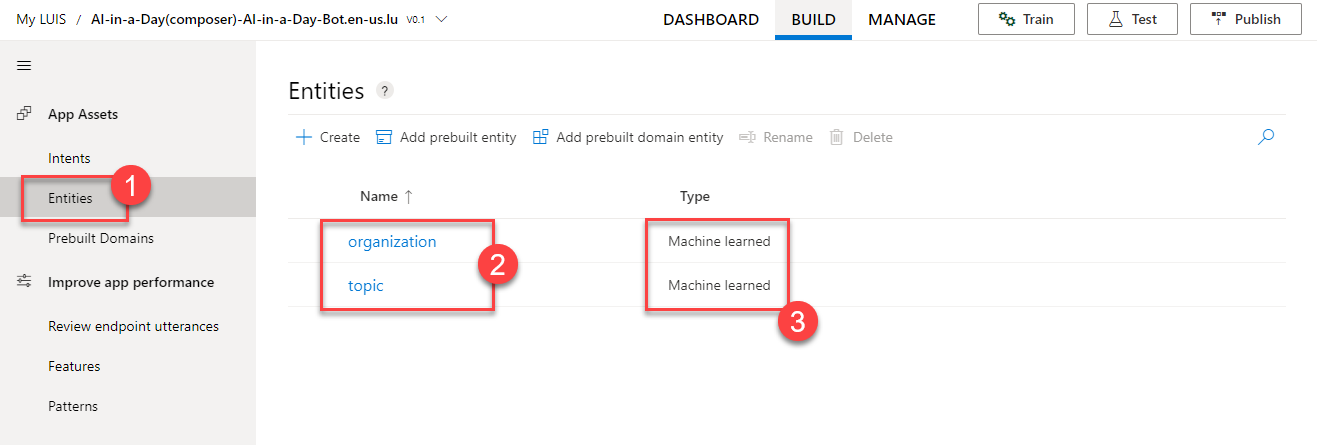 My LUIS / AI-in-a-Day(composer)-AI-in-a-Day-Bot.en-us.lu V0.1
DASHBOARD BUILD MANAGE Train Test Publish
App Assets
Intents
Entities
1
Prebuilt Domains
Improve app performance
Review endpoint utterances
Features
Patterns
Entities ?
Create Add prebuilt entity Add prebuilt domain entity Rename Delete
Name ↑ Type
organization Machine learned
2
topic Machine learned
3